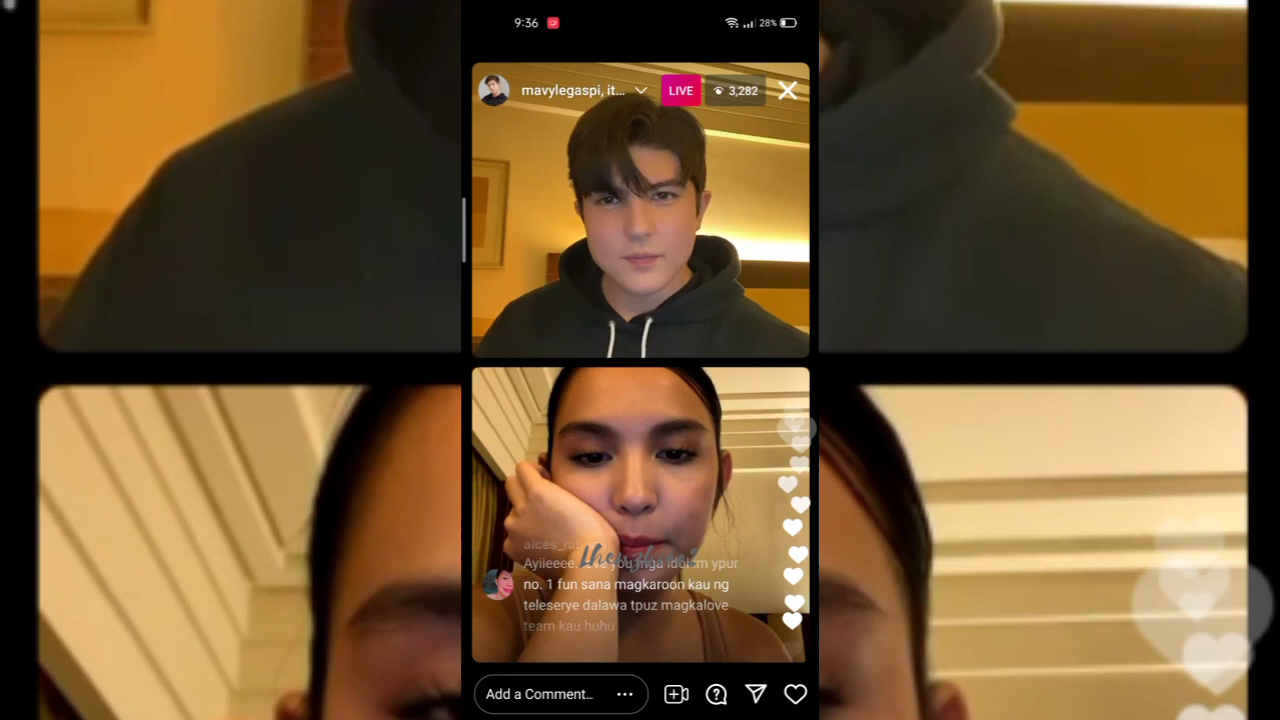 9:36
28%
mavylegaspi, it...
LIVE
3,282
no. 1 fun sana magkaroon kau ng
teleserye dalawa tpuz magkalove
team kau huhu
Add a Comment...